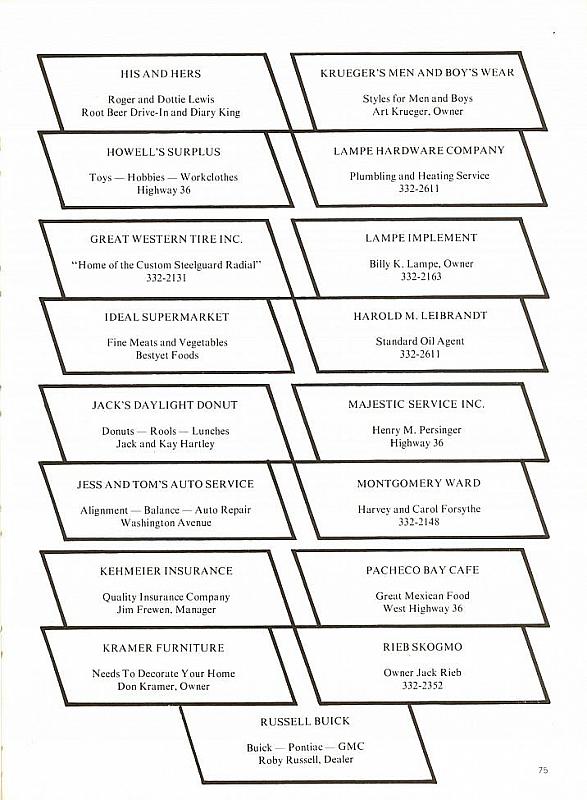 HIS AND HERS
Roger and Dottie Lewis
Root Beer Drive-In and Diary King
KRUEGER'S MEN AND BOY'S WEAR
Styles for Men and Boys
Art Krueger, Owner
HOWELL'S SURPLUS
Toys — Hobbies — Workclothes
Highway 36
LAMPE HARDWARE COMPANY
Plumbing and Heating Service
332-2611
GREAT WESTERN TIRE INC.
"Home of the Custom Steelguard Radial"
332-2131
LAMPE IMPLEMENT
Billy K. Lampe, Owner
332-2163
IDEAL SUPERMARKET
Fine Meats and Vegetables
Bestyet Foods
HAROLD M. LEIBRANDT
Standard Oil Agent
332-2611
JACK'S DAYLIGHT DONUT
Donuts — Rools — Lunches
Jack and Kay Hartley
MAJESTIC SERVICE INC.
Henry M. Persinger
Highway 36
JESS AND TOM'S AUTO SERVICE
Alignment — Balance — Auto Repair
Washington Avenue
MONTGOMERY WARD
Harvey and Carol Forsythe
332-2148
KEHMEIER INSURANCE
Quality Insurance Company
Jim Frewen, Manager
PACHECO BAY CAFE
Great Mexican Food
West Highway 36
KRAMER FURNITURE
Needs To Decorate Your Home
Don Kramer, Owner
RIEB SKOGMO
Owner Jack Rieb
332-2352
RUSSELL BUICK
Buick — Pontiac — GMC
Roby Russell, Dealer
75